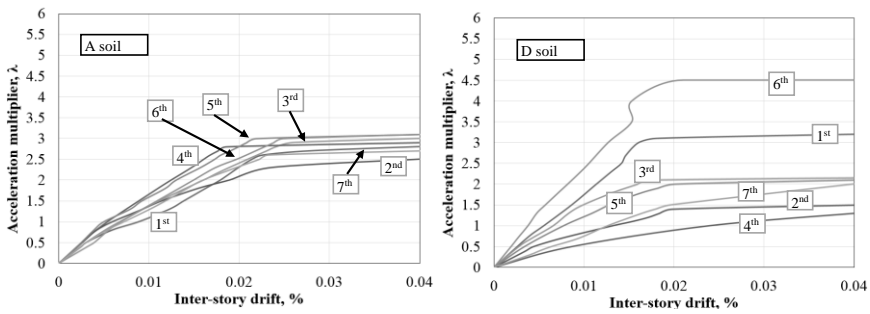 6
5.5
5
4.5
4
3.5
3
2.5
2
1.5
1
0.5
0
Acceleration multiplier, λ
A soil
6th
5th
3rd
4th
2nd
7th
1st
0
0.01
0.02
0.03
0.04
Inter-story drift, %
6
5.5
5
4.5
4
3.5
3
2.5
2
1.5
1
0.5
0
Acceleration multiplier, λ
D soil
6th
1st
3rd
5th
7th
2nd
4th
0
0.01
0.02
0.03
0.04
Inter-story drift, %